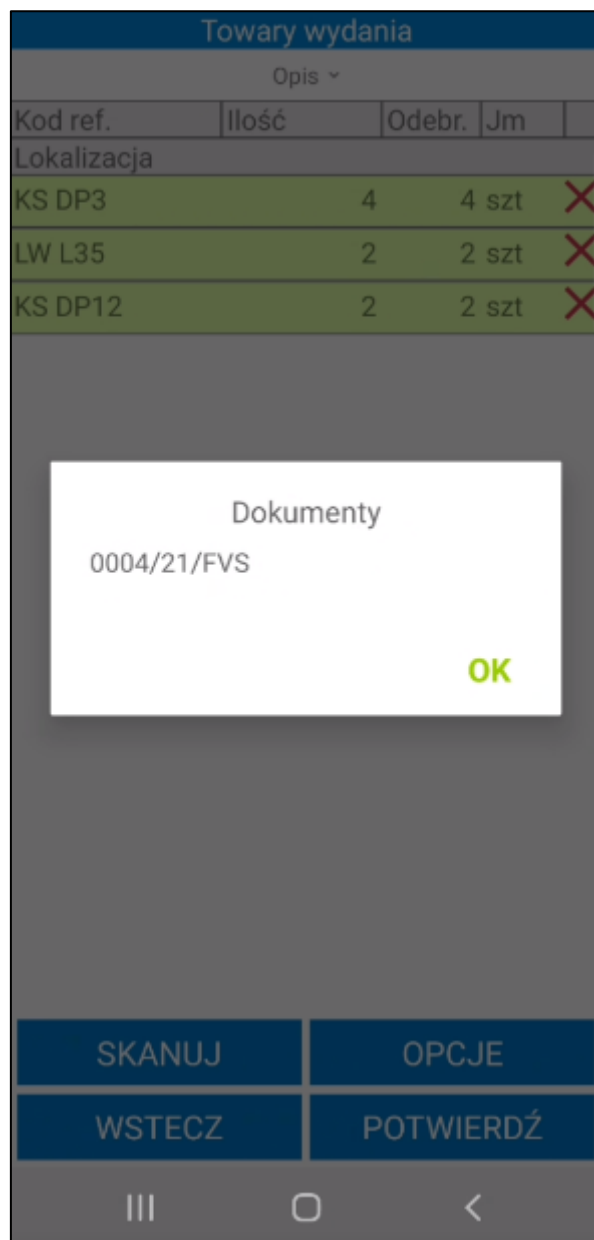 Towary wydania
Opis
Kod ref. Ilość Odebr. Jm
Lokalizacja
KS DP3 4 4 szt
LW L35 2 2 szt
KS DP12 2 2 szt
Dokumenty
0004/21/FVS
OK
SKANUJ OPCJE
WSTECZ POTWIERDŹ